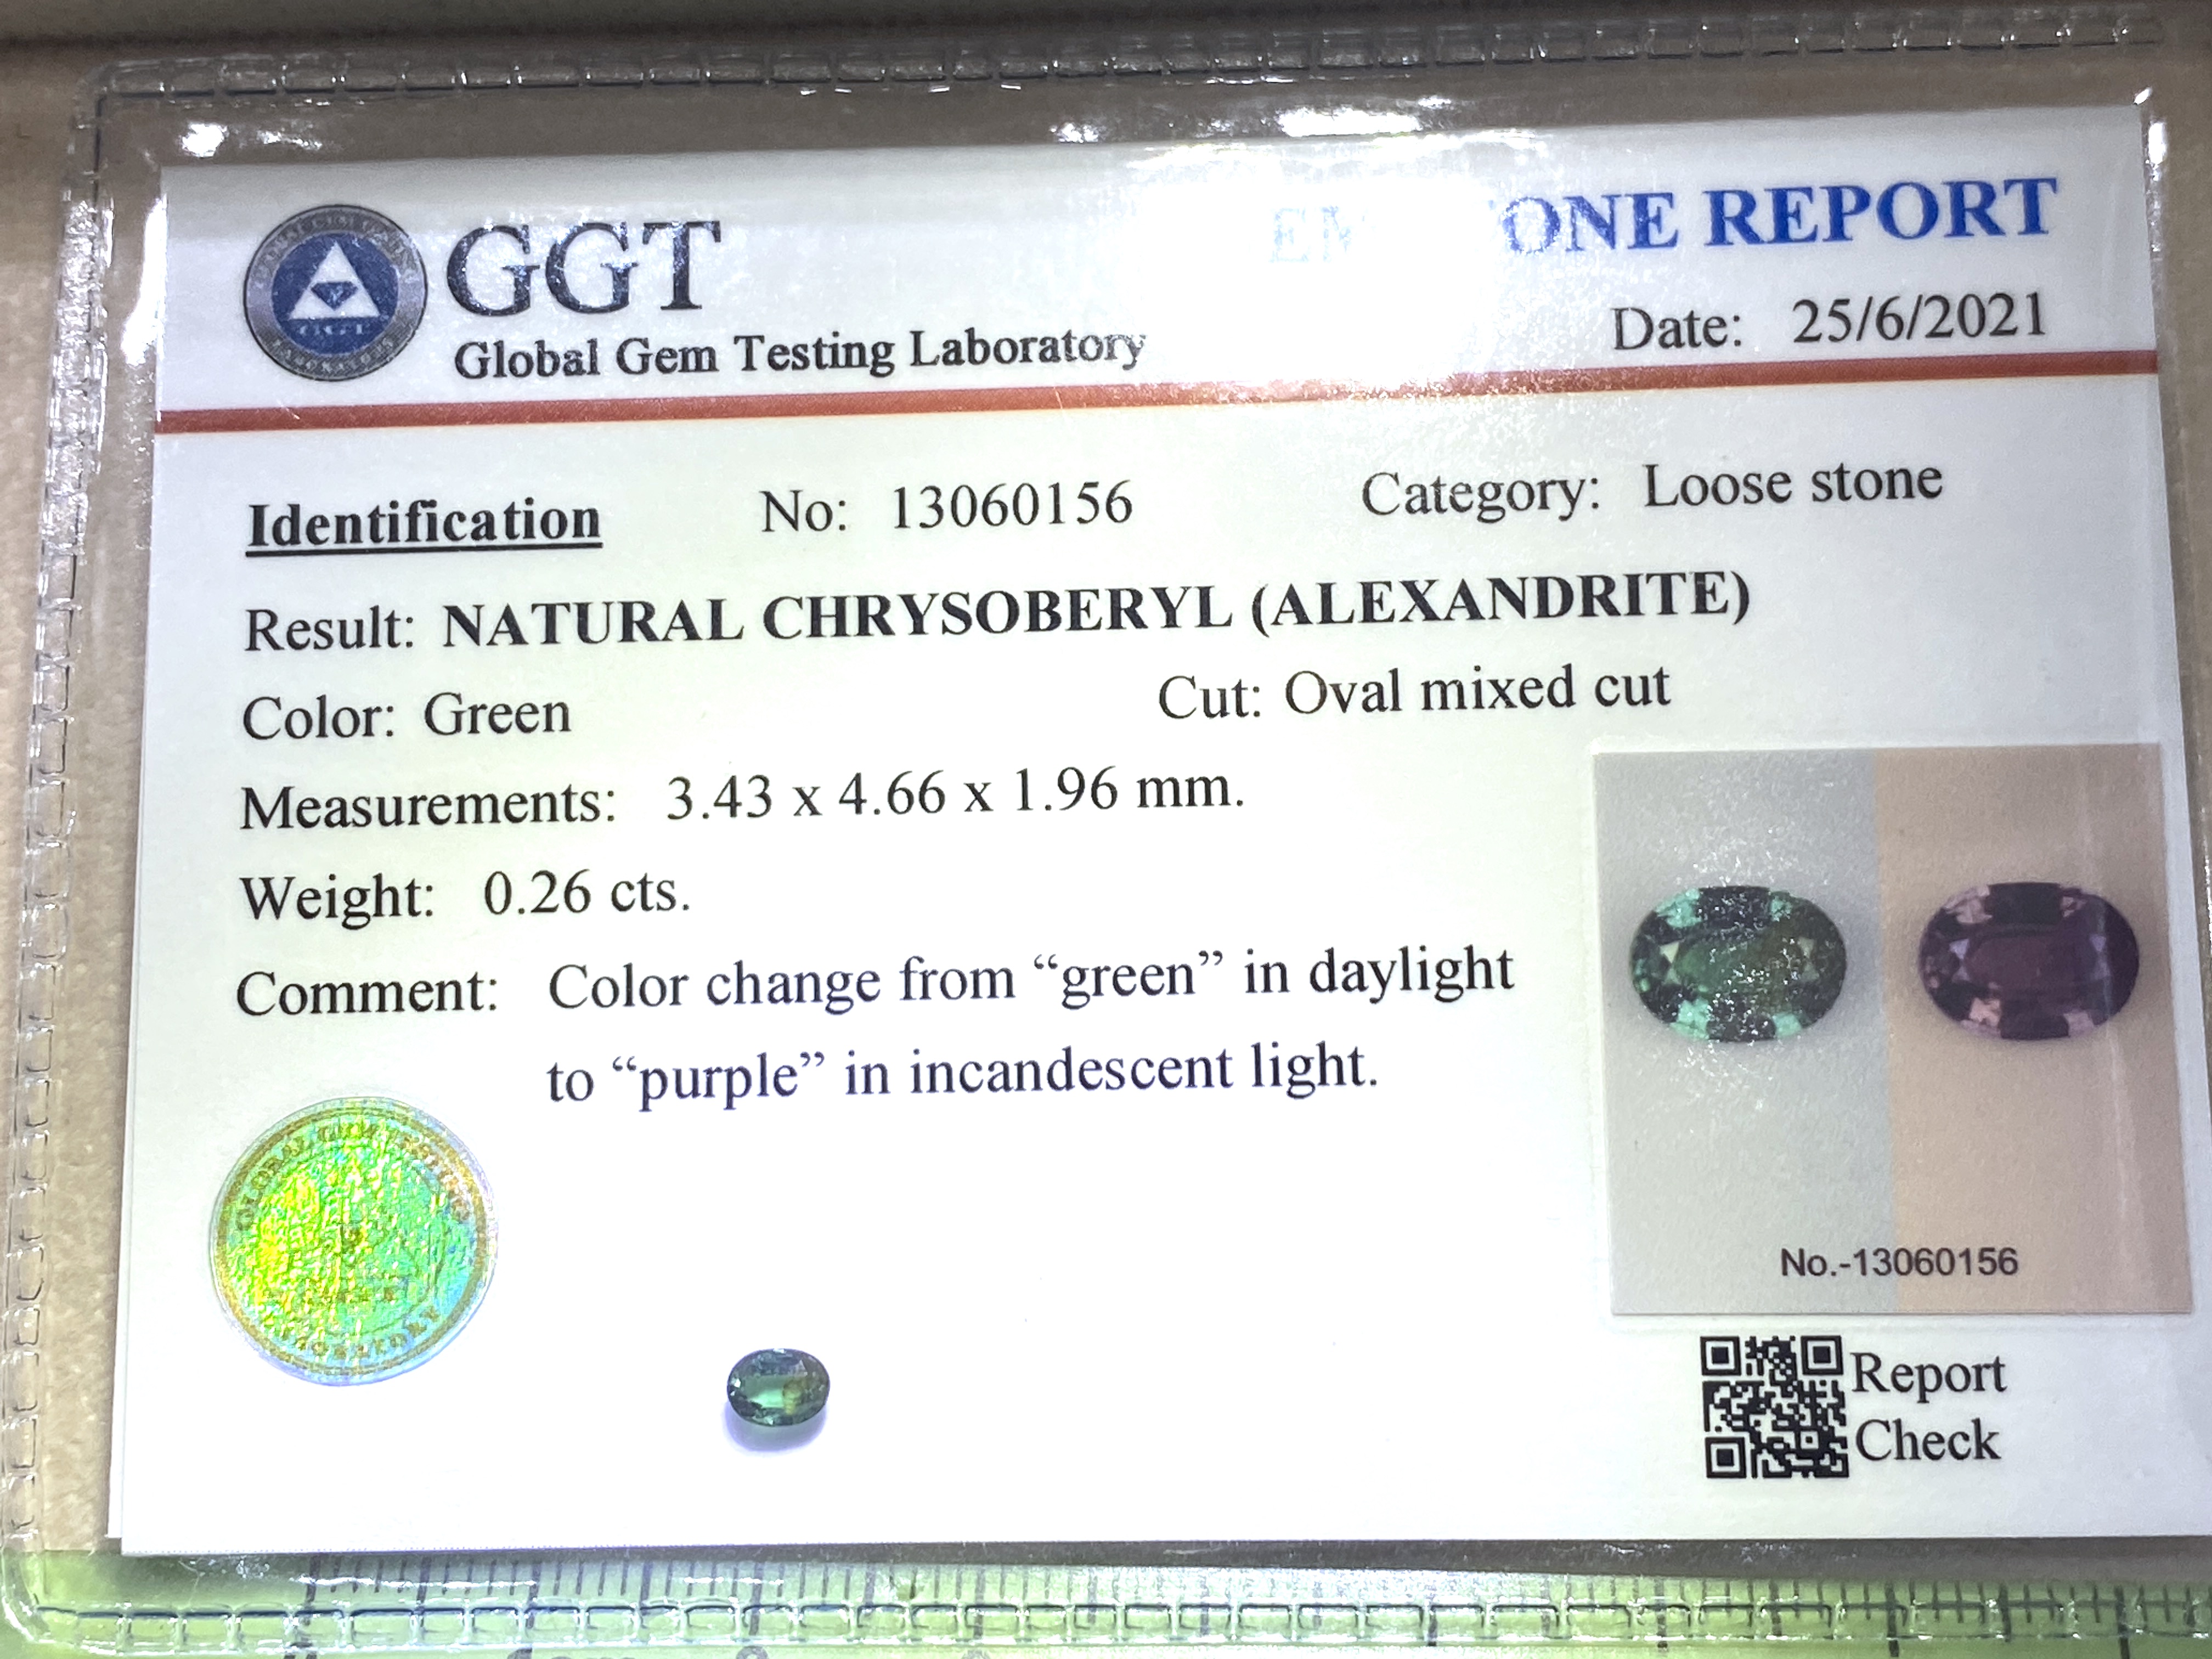 GGT
ONE REPORT
Global Gem Testing Laboratory
Date: 25/6/2021
Identification No: 13060156 Category: Loose stone
Result: NATURAL CHRYSOBERYL (ALEXANDRITE)
Color: Green Cut: Oval mixed cut
Measurements: 3.43 x 4.66 x 1.96 mm.
Weight: 0.26 cts.
Comment: Color change from “green” in daylight
to “purple” in incandescent light.
No.-13060156
Report
Check